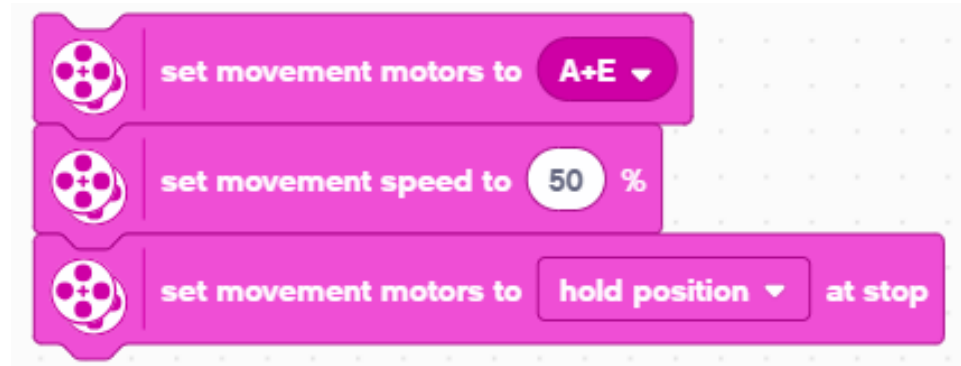 set movement motors to A+E
set movement speed to 50 %
set movement motors to hold position at stop